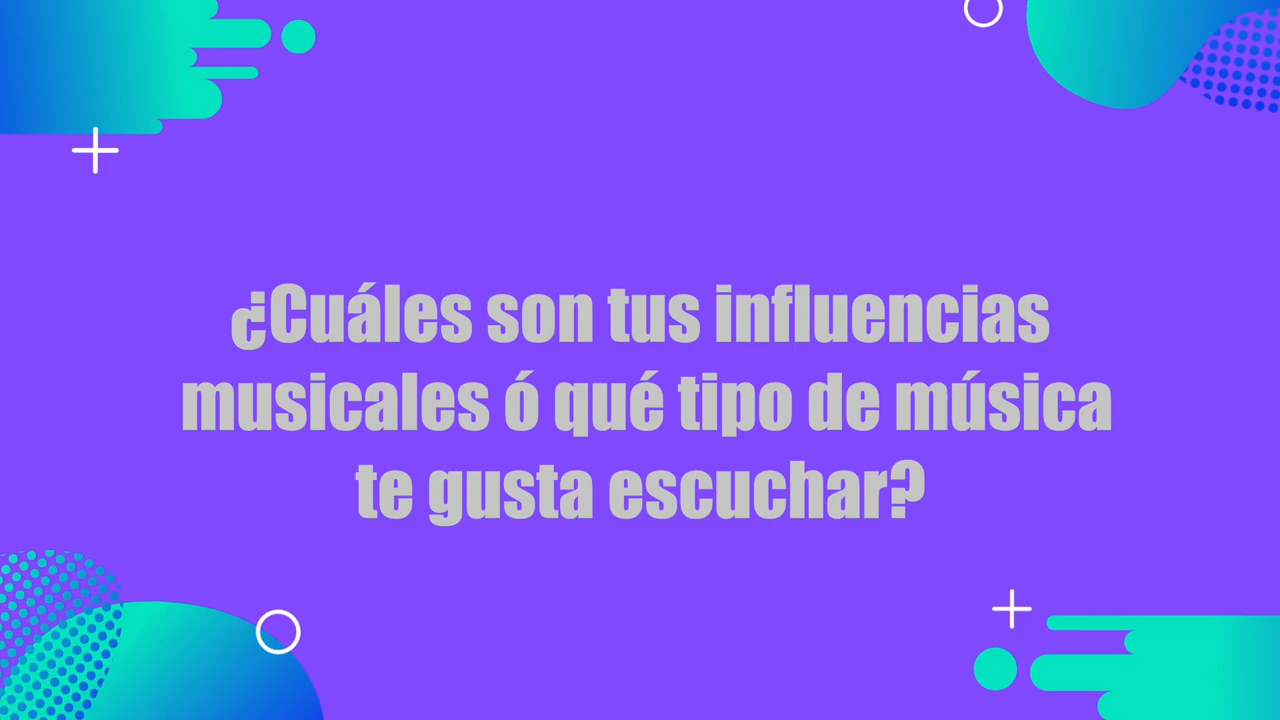 ¿Cuáles son tus influencias
musicales ó qué tipo de música
te gusta escuchar?